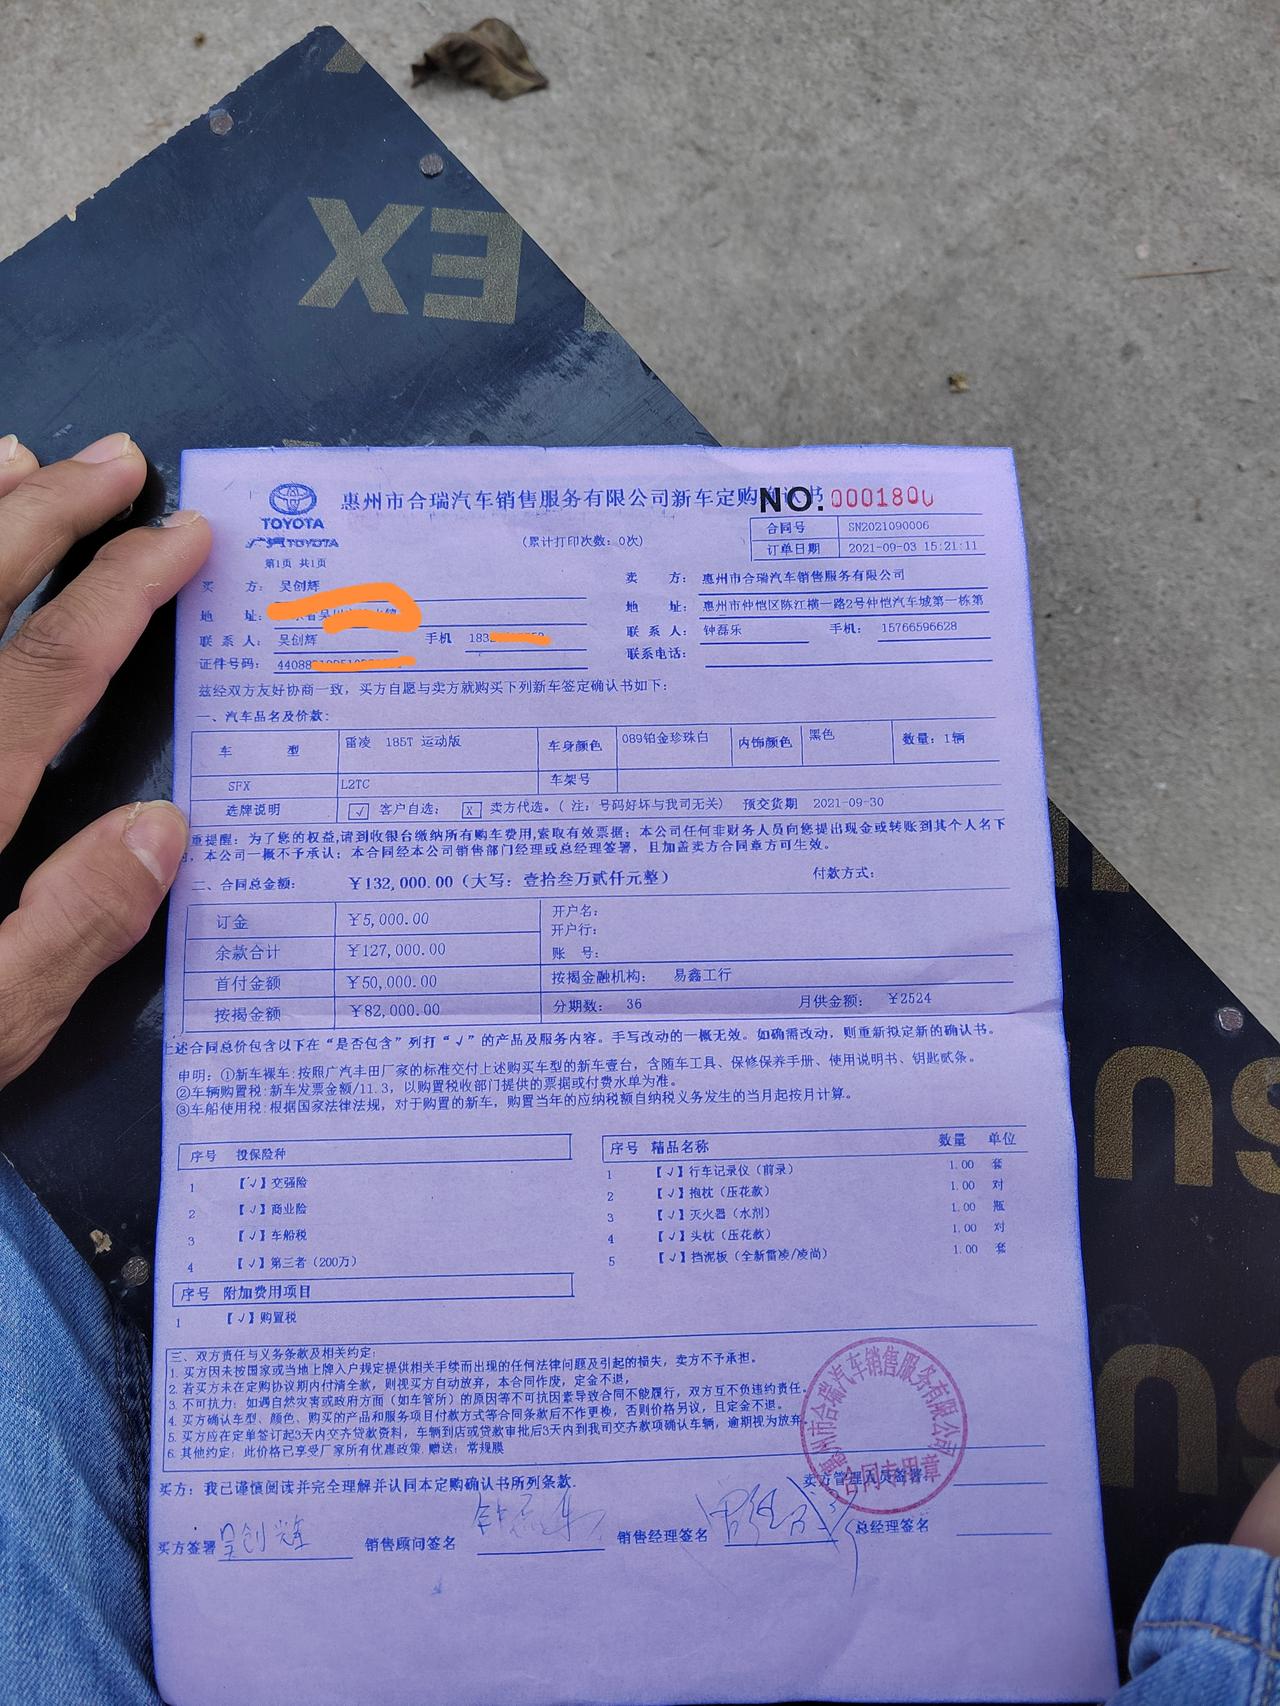 EX
TOYOTA
广汽TOYOTA
惠州市合瑞汽车销售服务有限公司新车定购确认书
NO.
(累计打印次数:0次)
合同号 SN2021090006
订单日期 2021-09-03 15:21:11
第1页 共1页
买 方: 吴创辉
卖 方: 惠州市合瑞汽车销售服务有限公司
地 址:
地 址: 惠州市仲恺区陈江横一路2号仲恺汽车城第一栋第
联系人: 吴创辉 手机 183
联系人: 钟磊乐 手机: 15766596628
证件号码: 44088
联系电话:
兹经双方友好协商一致，买方自愿与卖方就购买下列新车签定确认书如下:
一、汽车品名及价款:
车 型 雷凌 185T 运动版 车身颜色 089铂金珍珠白 内饰颜色 黑色 数量: 1辆
SFX L2TC 车架号
选牌说明 √ 客户自选; X 卖方代选。(注: 号码好坏与我司无关) 预交货期 2021-09-30
重提醒: 为了您的权益,请到收银台缴纳所有购车费用,索取有效票据; 本公司任何非财务人员向您提出现金或转账到其个人名下
, 本公司一概不予承认; 本合同经本公司销售部门经理或总经理签署, 且加盖卖方合同章方可生效。
二、合同总金额: ¥132,000.00(大写: 壹拾叁万贰仟元整) 付款方式:
订金 ¥5,000.00 开户名:
开户行:
余款合计 ¥127,000.00 账 号:
首付金额 ¥50,000.00 按揭金融机构: 易鑫工行
按揭金额 ¥82,000.00 分期数: 36 月供金额: ¥2524
上述合同总价包含以下在“是否包含”列打“√”的产品及服务内容。手写改动的一概无效。如确需改动, 则重新拟定新的确认书。
申明: ①新车裸车: 按照广汽丰田厂家的标准交付上述购买车型的新车壹台, 含随车工具、保修保养手册、使用说明书、钥匙贰条。
②车辆购置税: 新车发票金额/11.3, 以购置税收部门提供的票据或付费水单为准。
③车船使用税: 根据国家法律法规, 对于购置的新车, 购置当年的应纳税额自纳税义务发生的当月起按月计算。
序号 投保险种
1 【√】交强险
2 【√】商业险
3 【√】车船税
4 【√】第三者(200万)
序号 附加费用项目
1 【√】购置税
序号 精品名称 数量 单位
1 【√】行车记录仪(前录) 1.00 套
2 【√】抱枕(压花款) 1.00 对
3 【√】灭火器(水剂) 1.00 瓶
4 【√】头枕(压花款) 1.00 对
5 【√】挡泥板(全新雷凌/凌尚) 1.00 套
三、双方责任与义务条款及相关约定:
1. 买方因未按国家或当地上牌入户规定提供相关手续而出现的任何法律问题及引起的损失, 卖方不予承担。
2. 若买方未在定购协议期内付清全款, 则视买方自动放弃, 本合同作废, 定金不退,
3. 不可抗力: 如遇自然灾害或政府方面(如车管所)的原因等不可抗因素导致合同不能履行, 双方互不负违约责任。
4. 买方确认车型、颜色、购买的产品和服务项目付款方式等合同条款后不作更换, 否则价格另议, 且定金不退。
5. 买方应在定单签订起3天内交齐贷款资料, 车辆到店或贷款审批后3天内到我司交齐款项确认车辆, 逾期视为放弃。
6. 其他约定: 此价格已享受厂家所有优惠政策. 赠送: 常规膜
买方: 我已谨慎阅读并完全理解并认同本定购确认书所列条款.
卖方管理人员签署:
买方签署 吴创辉 销售顾问签名 钟磊乐 销售经理签名 总经理签名
惠州市合瑞汽车销售服务有限公司
合同专用章